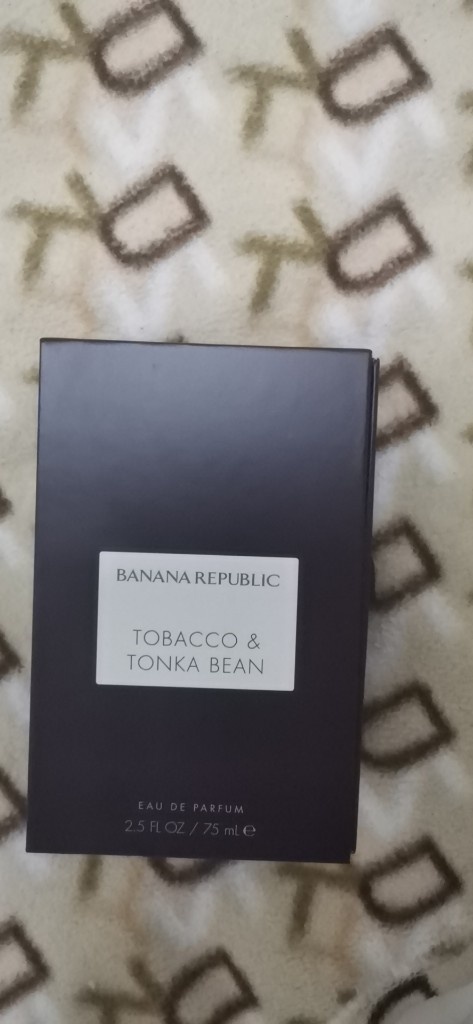 BANANA REPUBLIC
TOBACCO &
TONKA BEAN
EAU DE PARFUM
2.5 FL OZ / 75 mL ℮